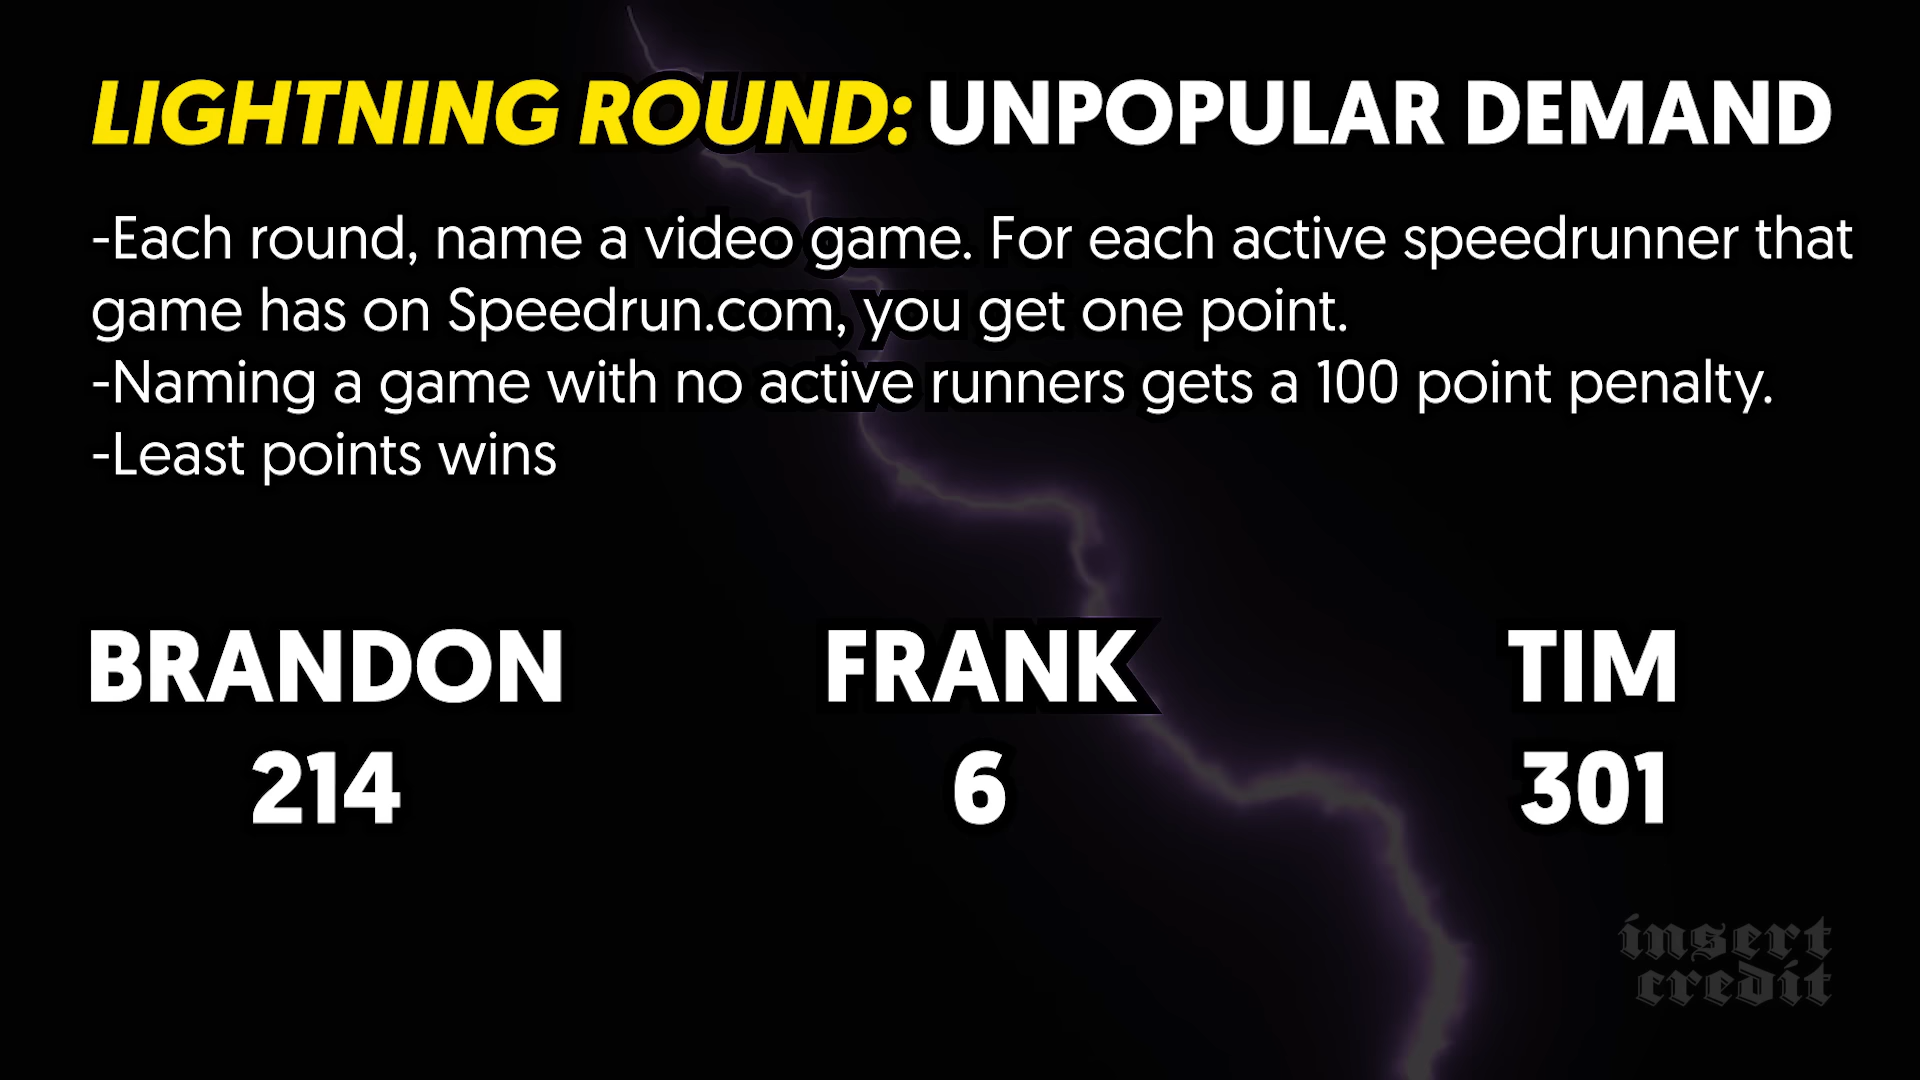 LIGHTNING ROUND: UNPOPULAR DEMAND
-Each round, name a video game. For each active speedrunner that
game has on Speedrun.com, you get one point.
-Naming a game with no active runners gets a 100 point penalty.
-Least points wins
BRANDON FRANK TIM
214 6 301
insert
credit